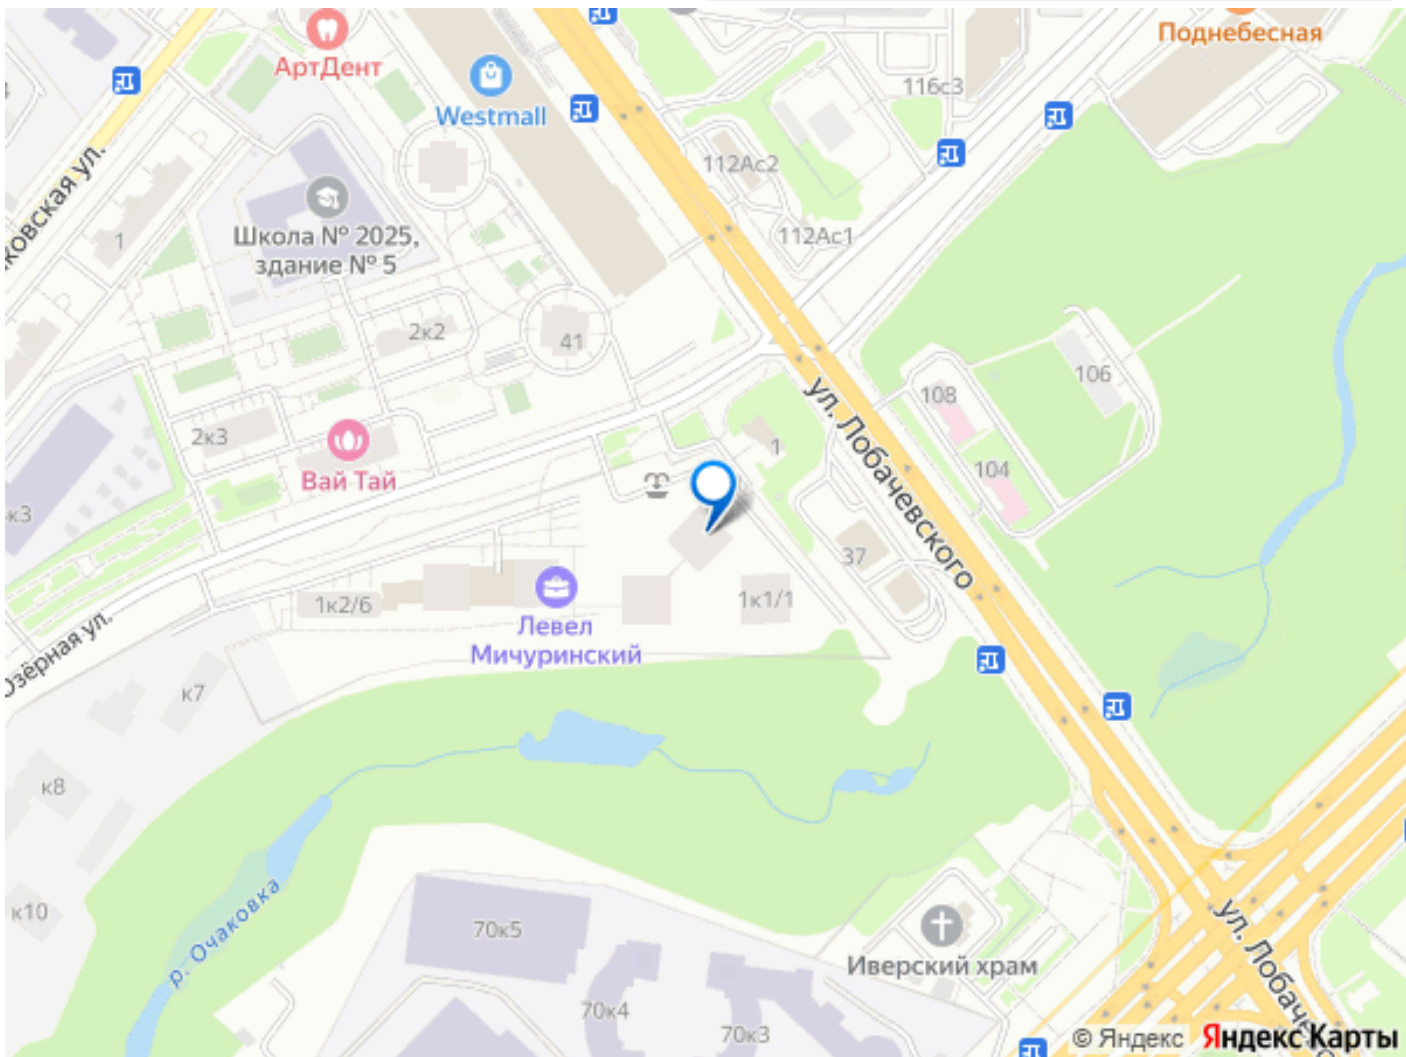 Поднебесная
АртДент
116с3
Westmall
112Ас2
ковская ул.
1
Школа № 2025,
здание № 5
112Ас1
2к2
41
106
108
2к3
1
ул. Лобачевского
104
Вай Тай
к3
37
1к2/6
1к1/1
Левел
Мичуринский
Озёрная ул.
к7
к8
к10
р. Очаковка
70к5
ул. Лобачевс
Иверский храм
70к4
70к3
© Яндекс Яндекс Карты